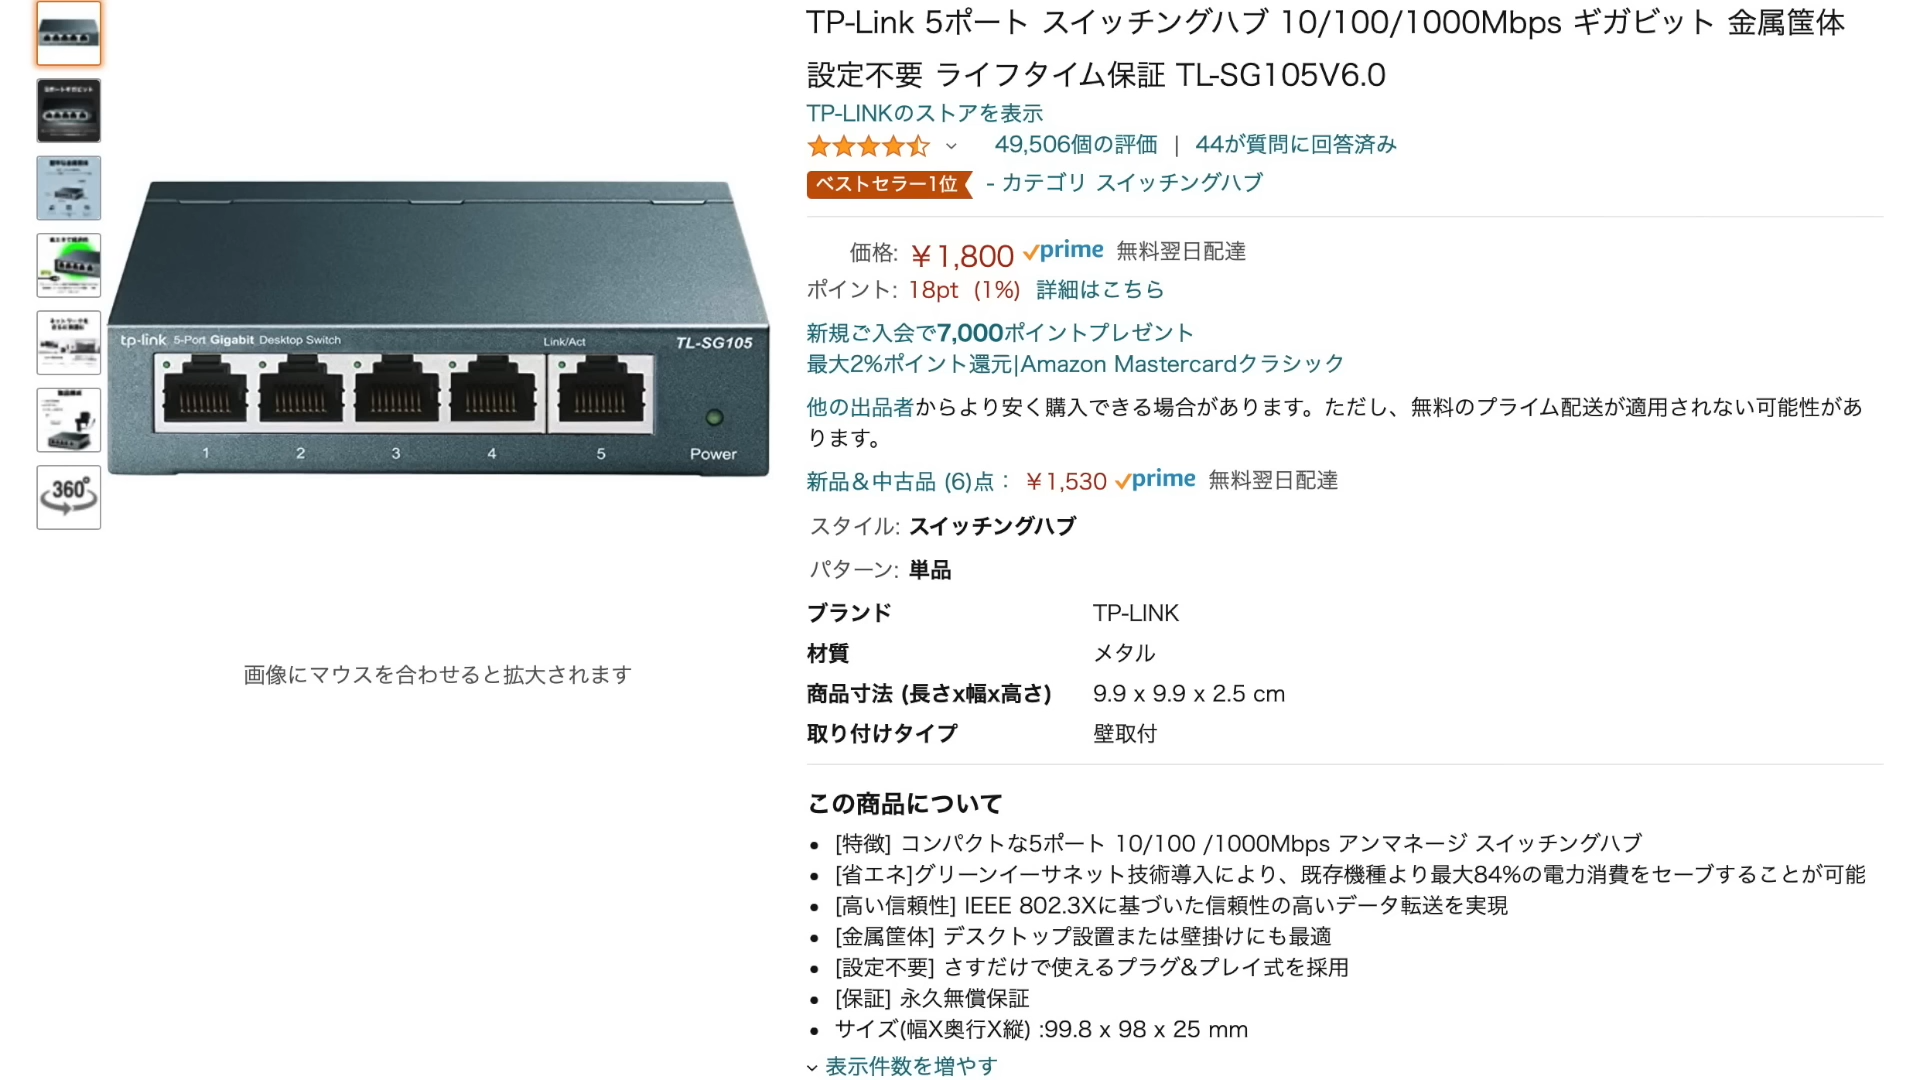 TP-Link 5ポート スイッチングハブ 10/100/1000Mbps ギガビット 金属筺体
設定不要 ライフタイム保証 TL-SG105V6.0
TP-LINKのストアを表示
49,506個の評価 | 44が質問に回答済み
ベストセラー1位 - カテゴリ スイッチングハブ
価格: ￥1,800 prime 無料翌日配達
ポイント: 18pt (1%) 詳細はこちら
新規ご入会で7,000ポイントプレゼント
最大2%ポイント還元|Amazon Mastercardクラシック
他の出品者からより安く購入できる場合があります。ただし、無料のプライム配送が適用されない可能性があ
ります。
新品＆中古品 (6)点： ￥1,530 prime 無料翌日配達
スタイル: スイッチングハブ
パターン: 単品
ブランド TP-LINK
材質 メタル
商品寸法 (長さx幅x高さ) 9.9 x 9.9 x 2.5 cm
取り付けタイプ 壁取付
この商品について
[特徴] コンパクトな5ポート 10/100 /1000Mbps アンマネージ スイッチングハブ
[省エネ]グリーンイーサネット技術導入により、既存機種より最大84%の電力消費をセーブすることが可能
[高い信頼性] IEEE 802.3Xに基づいた信頼性の高いデータ転送を実現
[金属筺体] デスクトップ設置または壁掛けにも最適
[設定不要] さすだけで使えるプラグ&プレイ式を採用
[保証] 永久無償保証
サイズ(幅X奥行X縦) :99.8 x 98 x 25 mm
表示件数を増やす
tp-link 5-Port Gigabit Desktop Switch Link/Act TL-SG105
1 2 3 4 5 Power
360°
画像にマウスを合わせると拡大されます